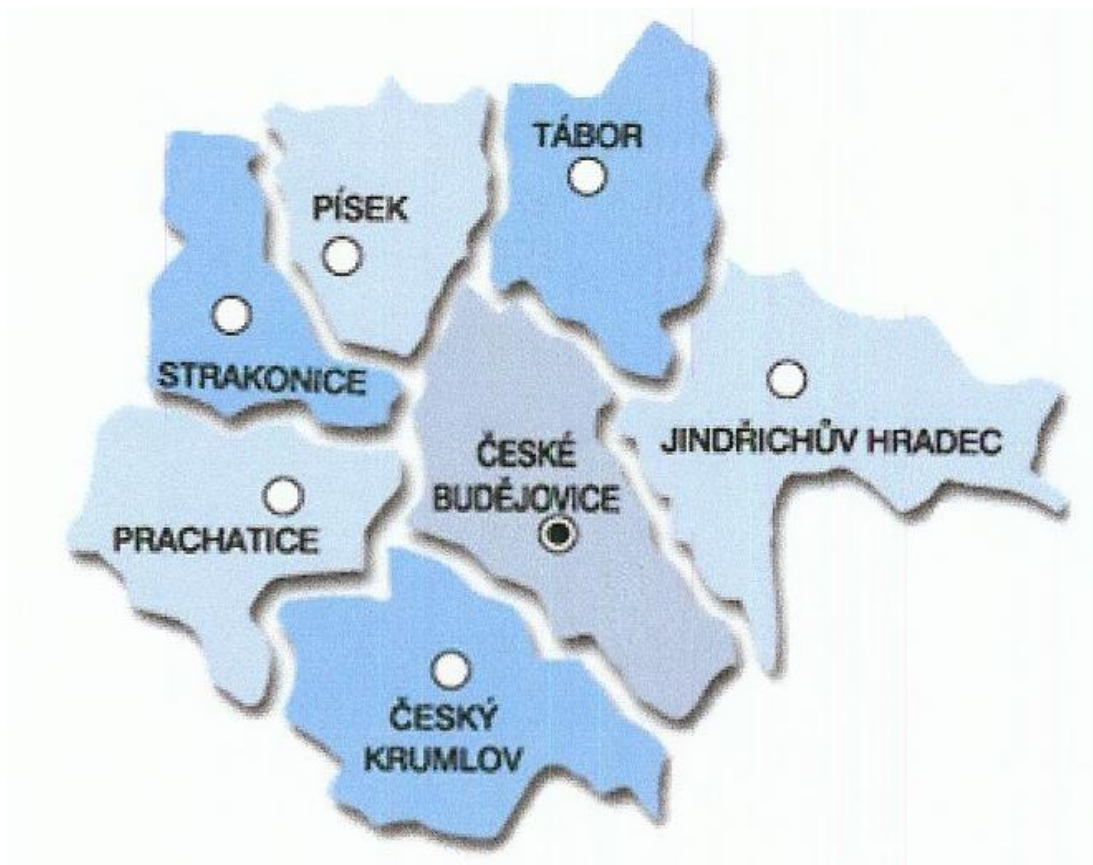 TÁBOR
PÍSEK
STRAKONICE
JINDŘICHŮV HRADEC
ČESKÉ
BUDĚJOVICE
PRACHATICE
ČESKÝ
KRUMLOV